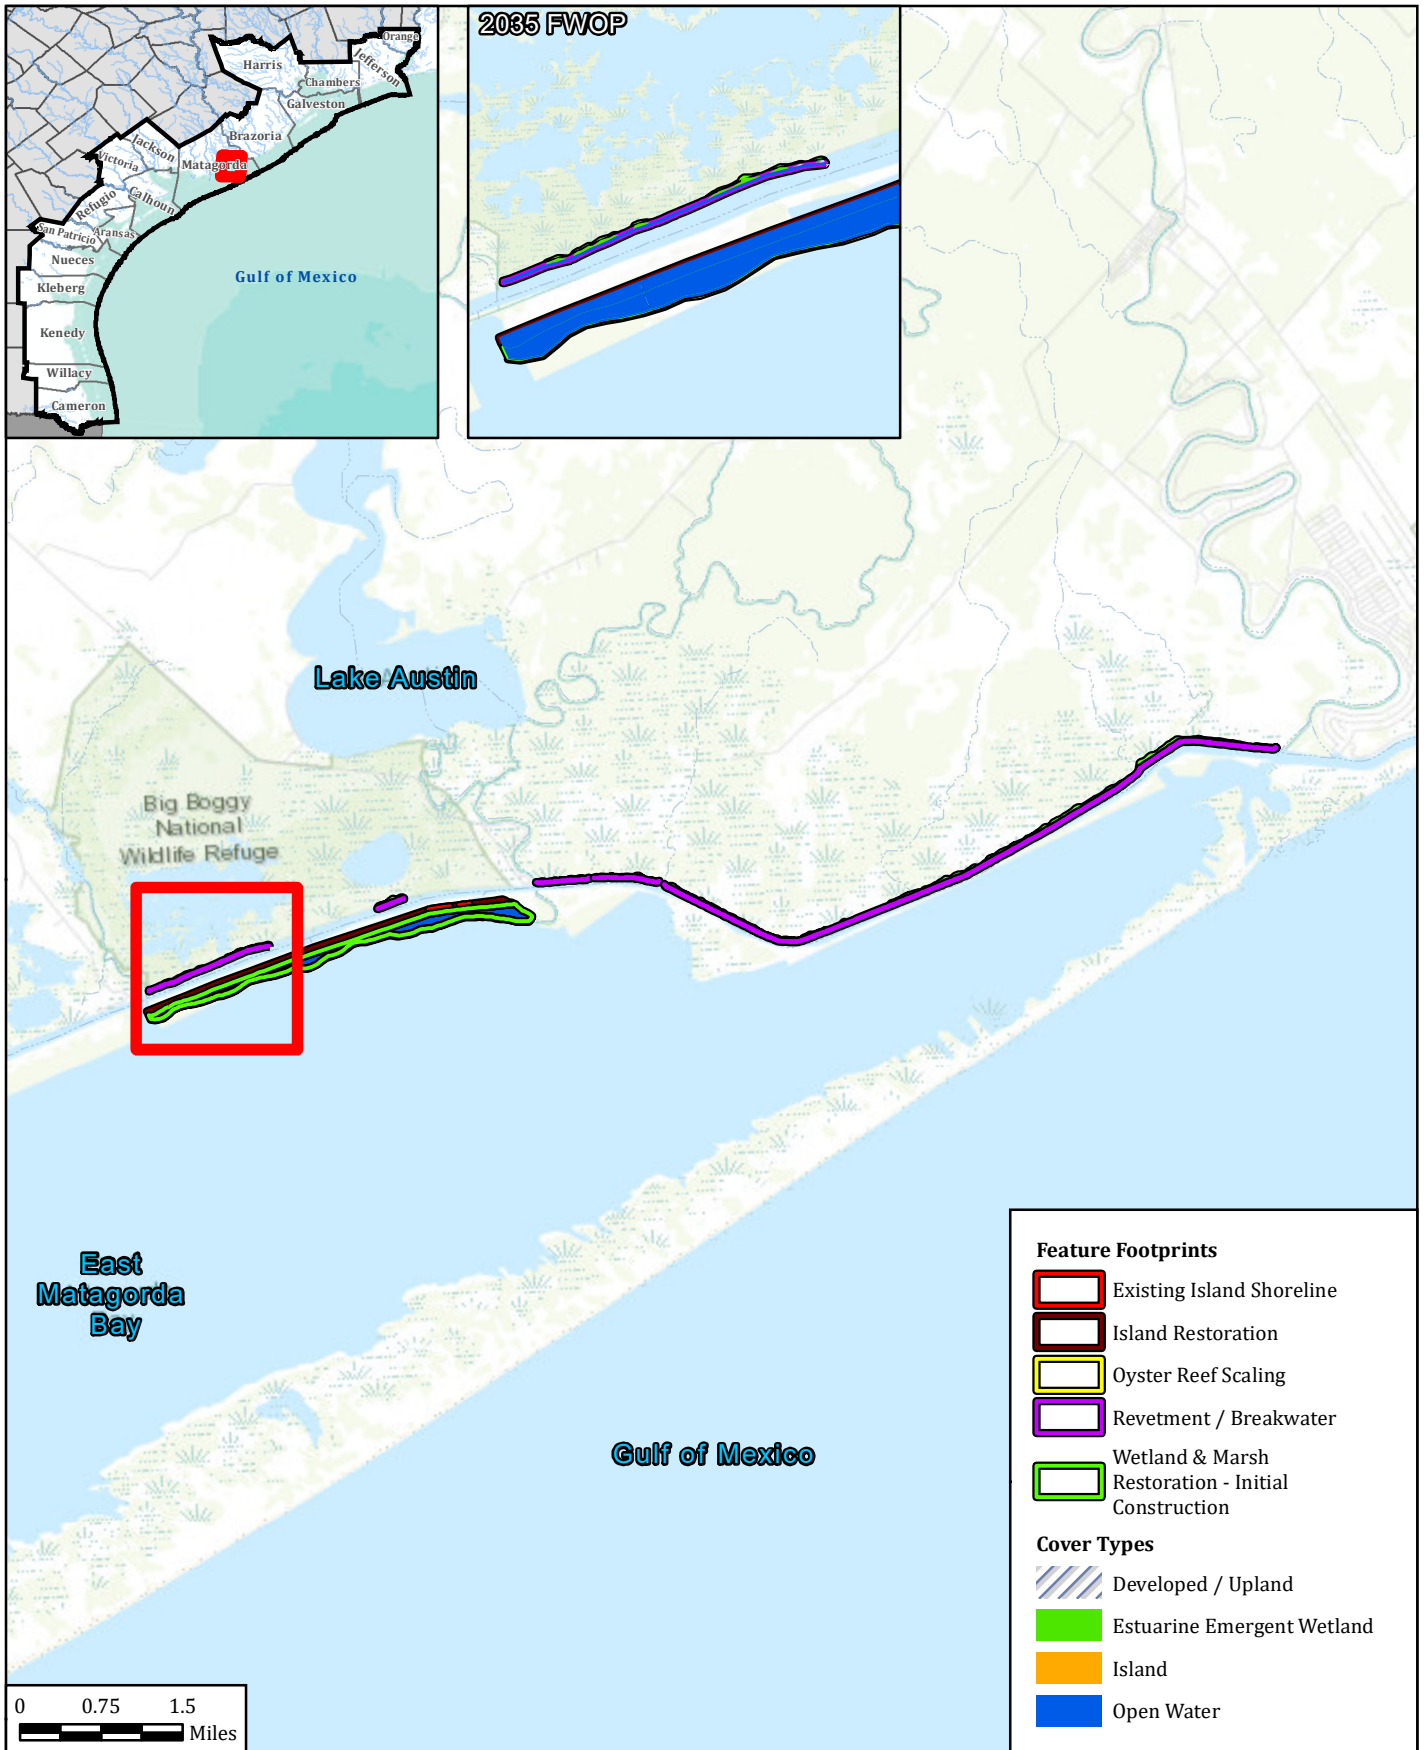 Orange
Harris
Jefferson
Chambers
Galveston
Brazoria
Jackson
Victoria
Matagorda
Calhoun
Refugio
San Patricio
Aransas
Nueces
Kleberg
Kenedy
Willacy
Cameron
Gulf of Mexico
2035 FWOP
Lake Austin
Big Boggy
National
Wildlife Refuge
East
Matagorda
Bay
Gulf of Mexico
Feature Footprints
Existing Island Shoreline
Island Restoration
Oyster Reef Scaling
Revetment / Breakwater
Wetland & Marsh
Restoration - Initial
Construction
Cover Types
Developed / Upland
Estuarine Emergent Wetland
Island
Open Water
0 0.75 1.5
Miles